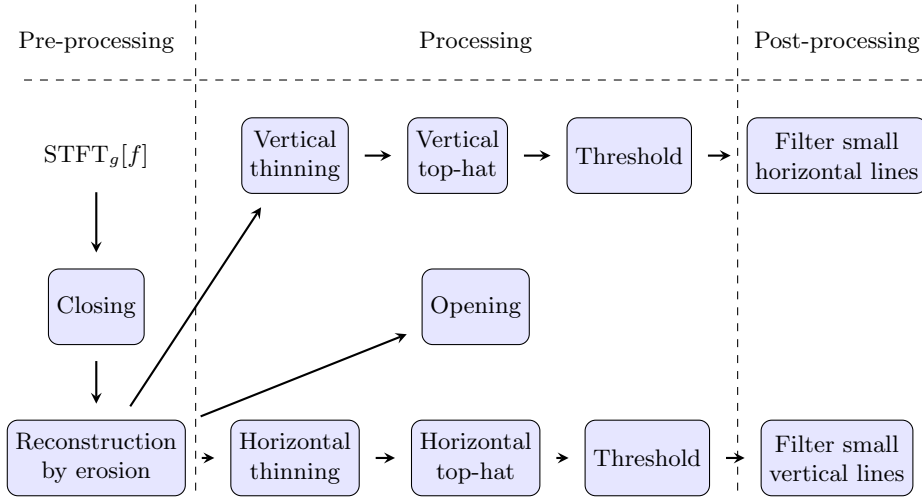 Pre-processing
Processing
Post-processing
STFT_g[f]
Vertical
thinning
Vertical
top-hat
Threshold
Filter small
horizontal lines
Closing
Opening
Reconstruction
by erosion
Horizontal
thinning
Horizontal
top-hat
Threshold
Filter small
vertical lines